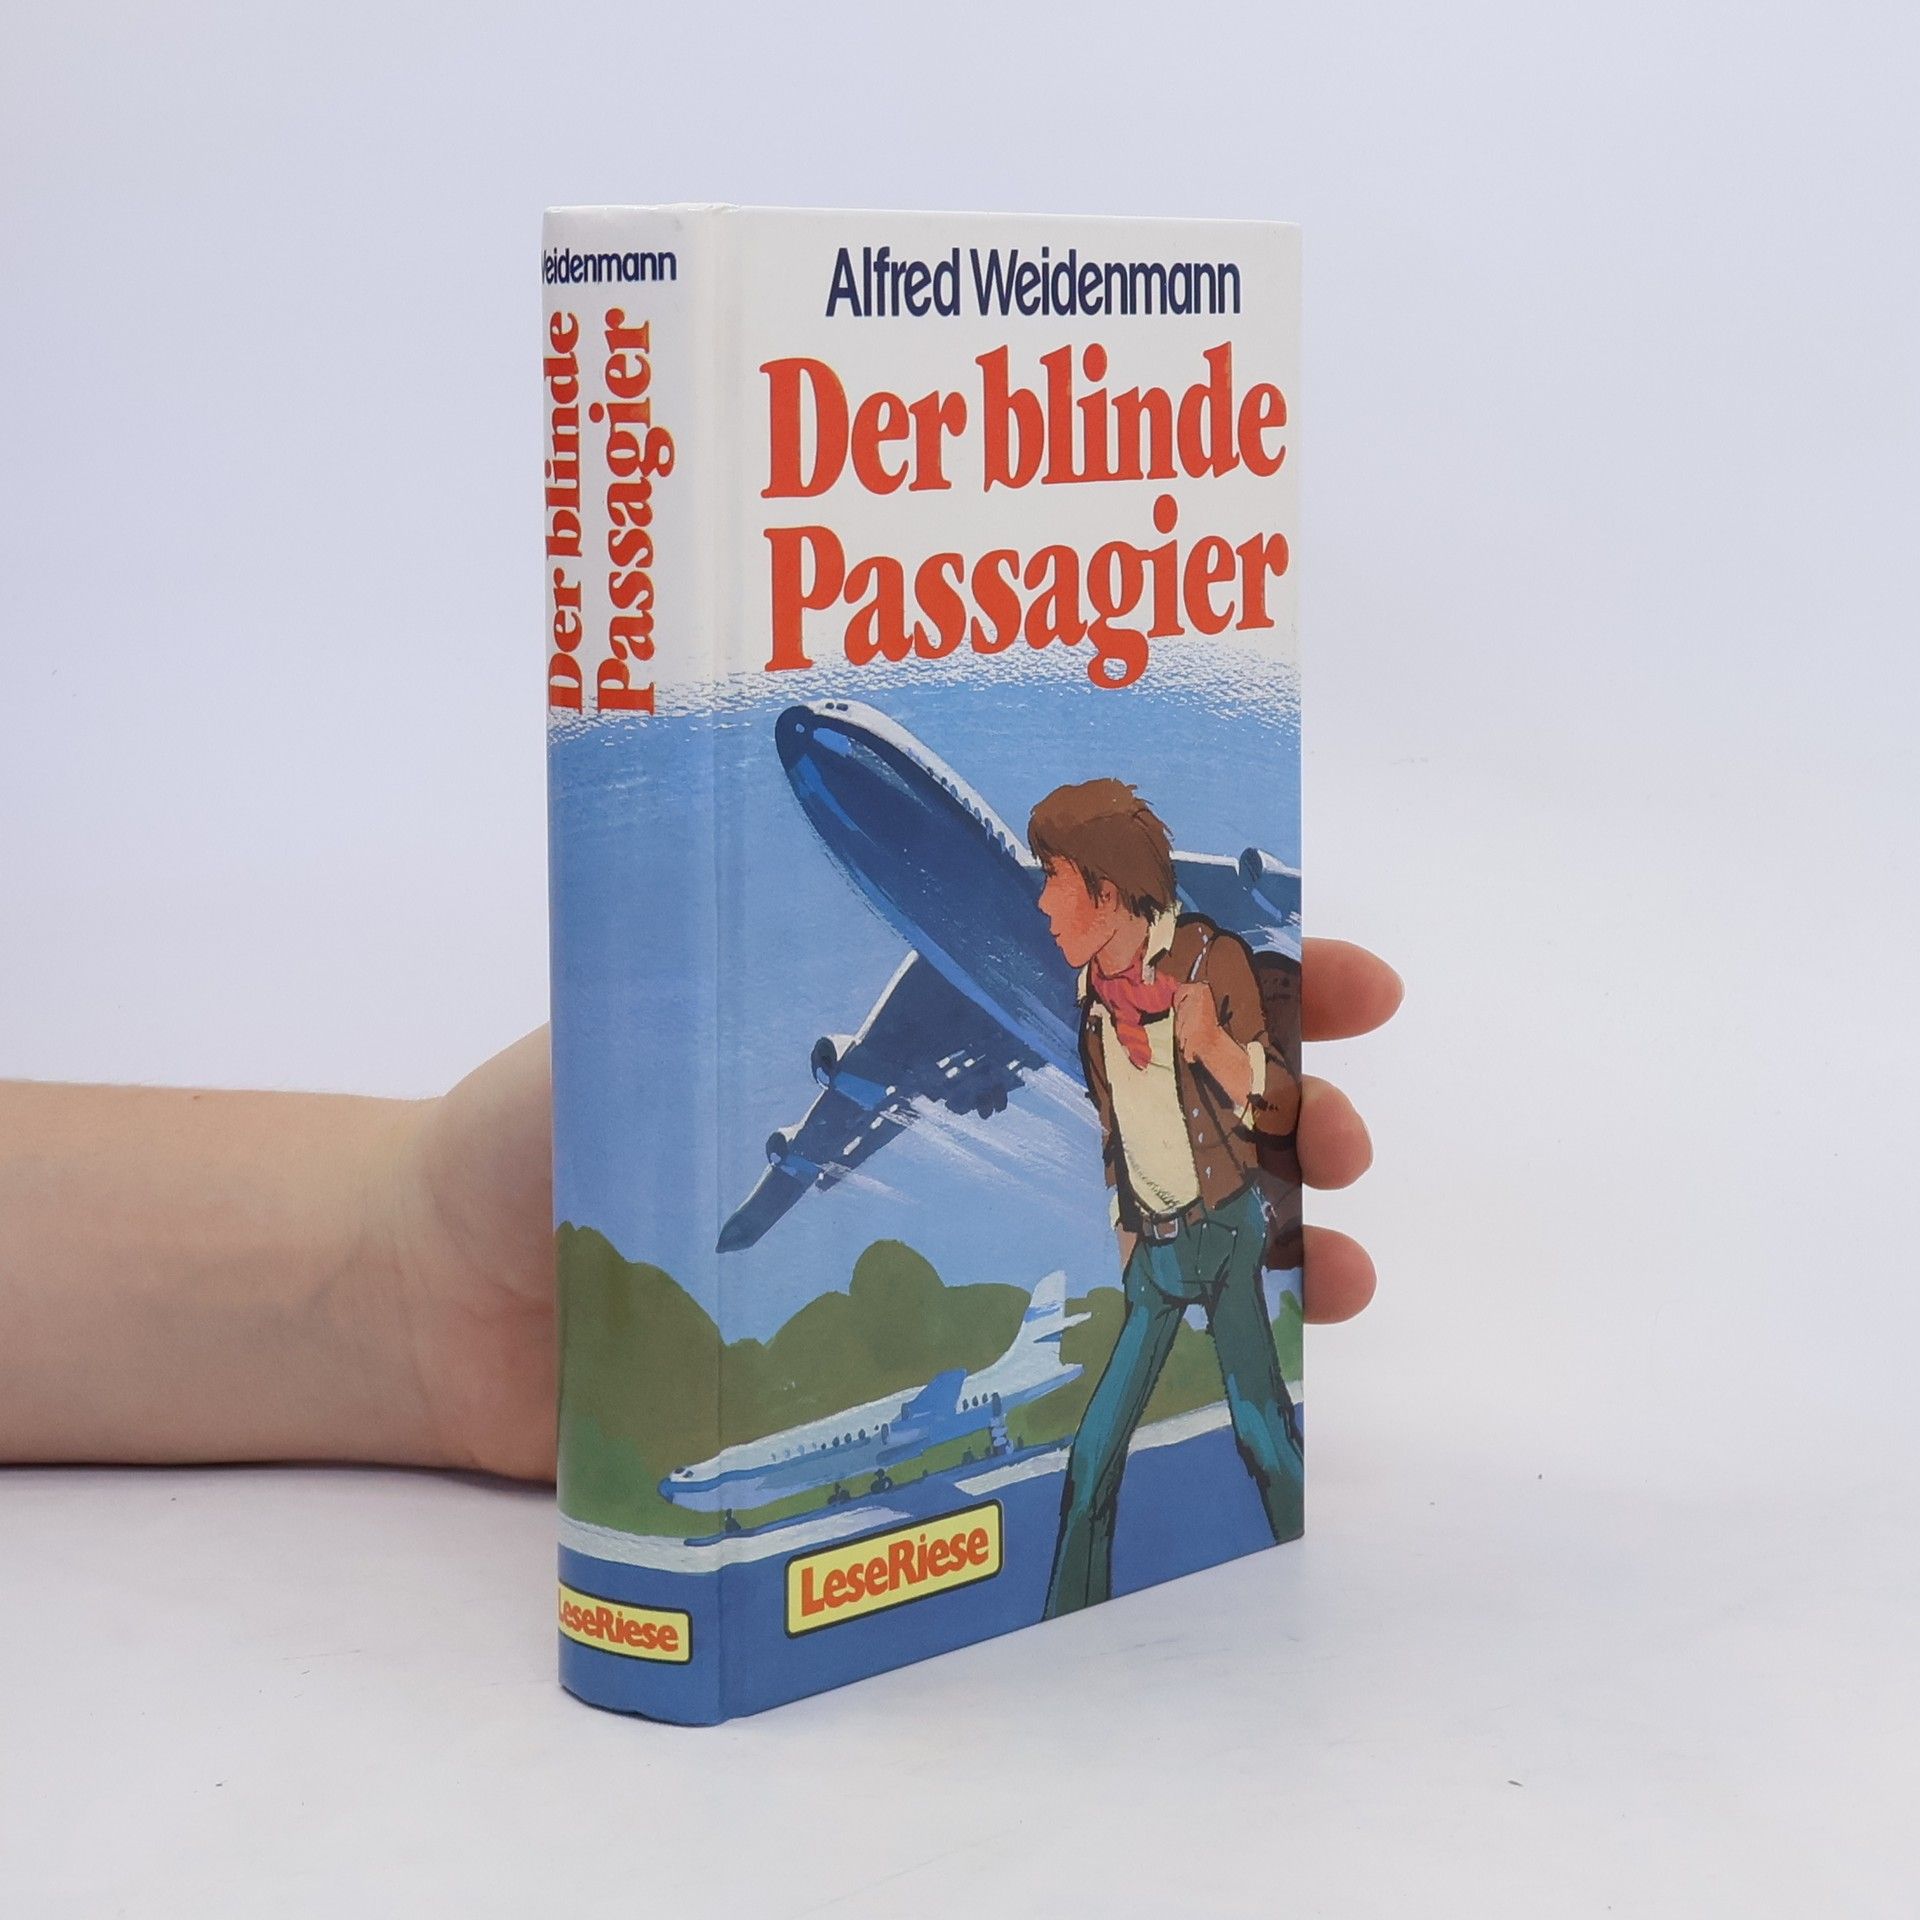 Weidenmann
Der blinde
Passagier
LeseRiese
Alfred Weidenmann
Der blinde
Passagier
LeseRiese